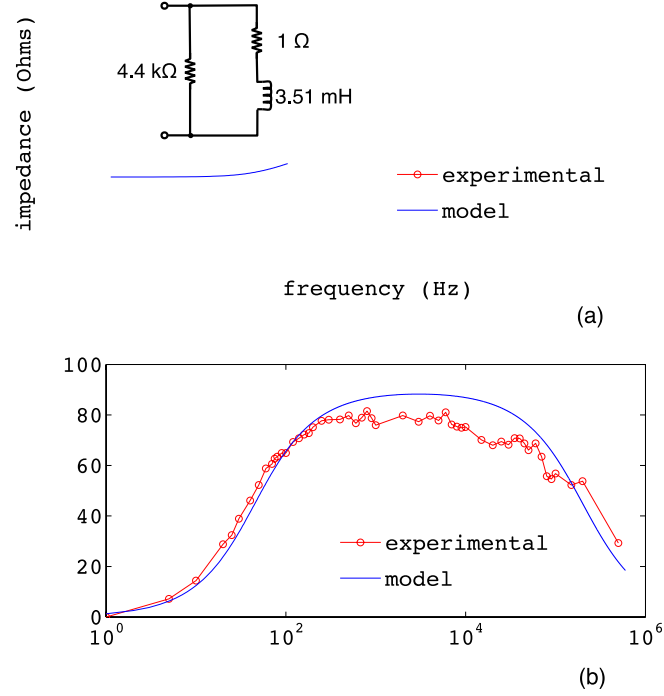 impedance (Ohms)
1 Ω
4.4 kΩ
3.51 mH
experimental
model
frequency (Hz)
(a)
100
80
60
40
20
0
experimental
model
10^0
10^2
10^4
10^6
(b)